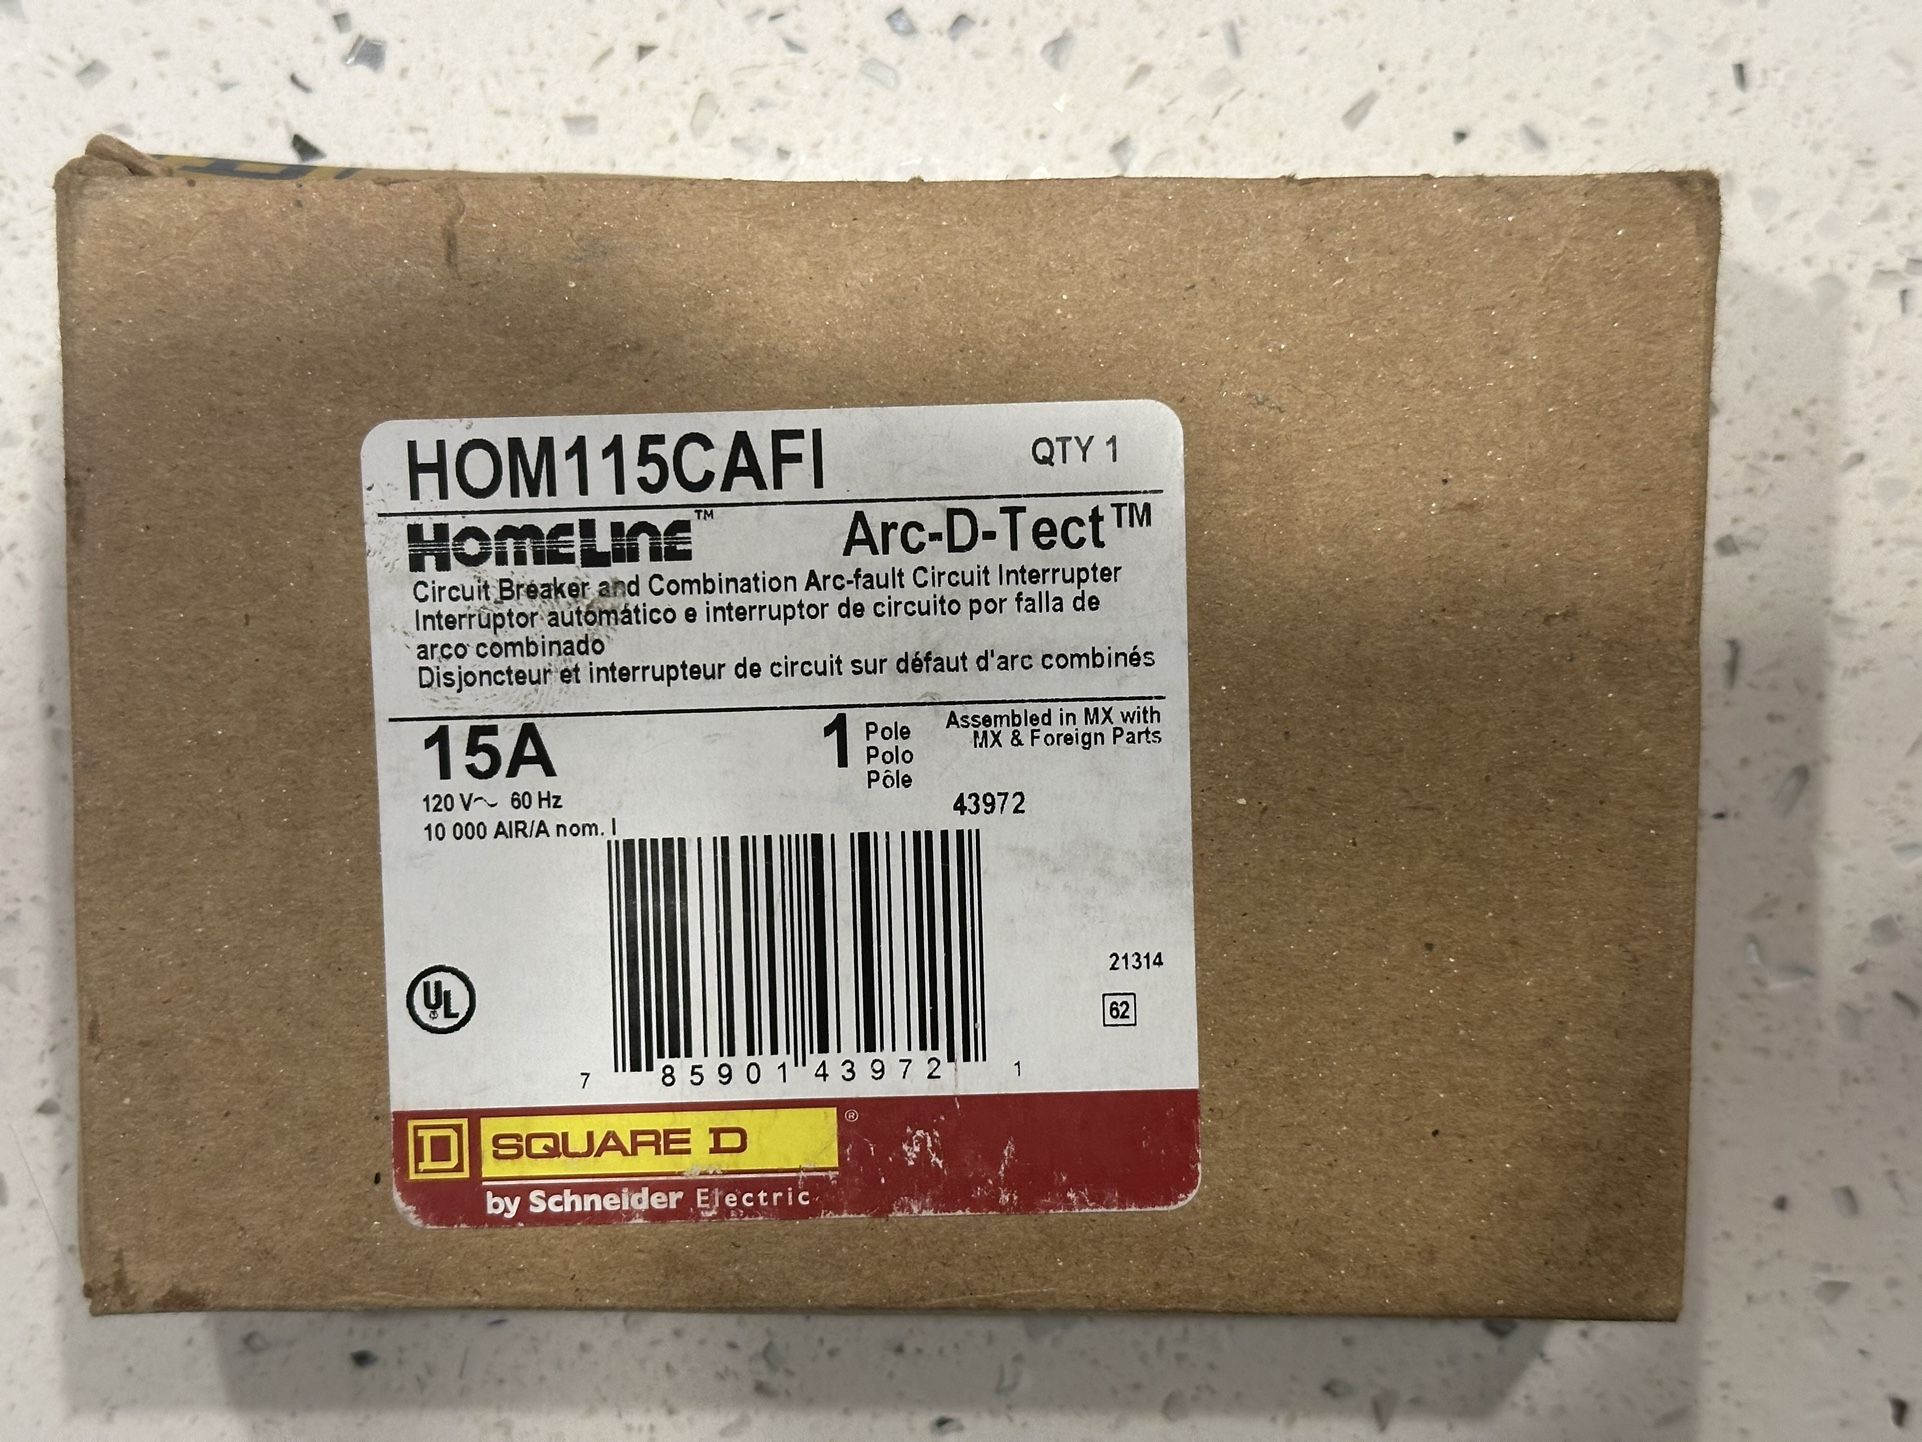 HOM115CAFI QTY 1
HOMELINE™ Arc-D-Tect™
Circuit Breaker and Combination Arc-fault Circuit Interrupter
Interruptor automático e interruptor de circuito por falla de
arco combinado
Disjoncteur et interrupteur de circuit sur défaut d'arc combinés
15A 1 Pole
Polo
Pôle
Assembled in MX with
MX & Foreign Parts
120 V~ 60 Hz
10 000 AIR/A nom. I
43972
21314
UL
62
7 85901 43972 1
D SQUARE D ®
by Schneider Electric